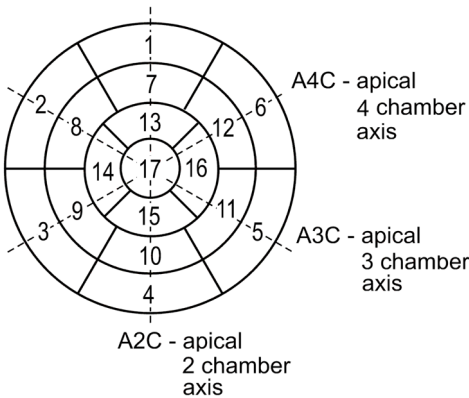 1
7
2
6
A4C - apical
4 chamber
axis
8
13
12
14
17
16
15
9
11
3
5
A3C - apical
3 chamber
axis
10
4
A2C - apical
2 chamber
axis